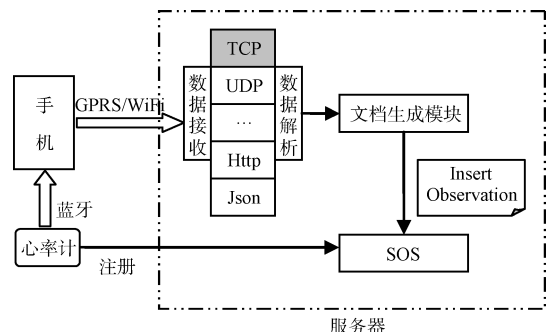 TCP
手机
GPRS/WiFi
数据接收
UDP
…
Http
Json
数据解析
文档生成模块
Insert
Observation
蓝牙
心率计
注册
SOS
服务器